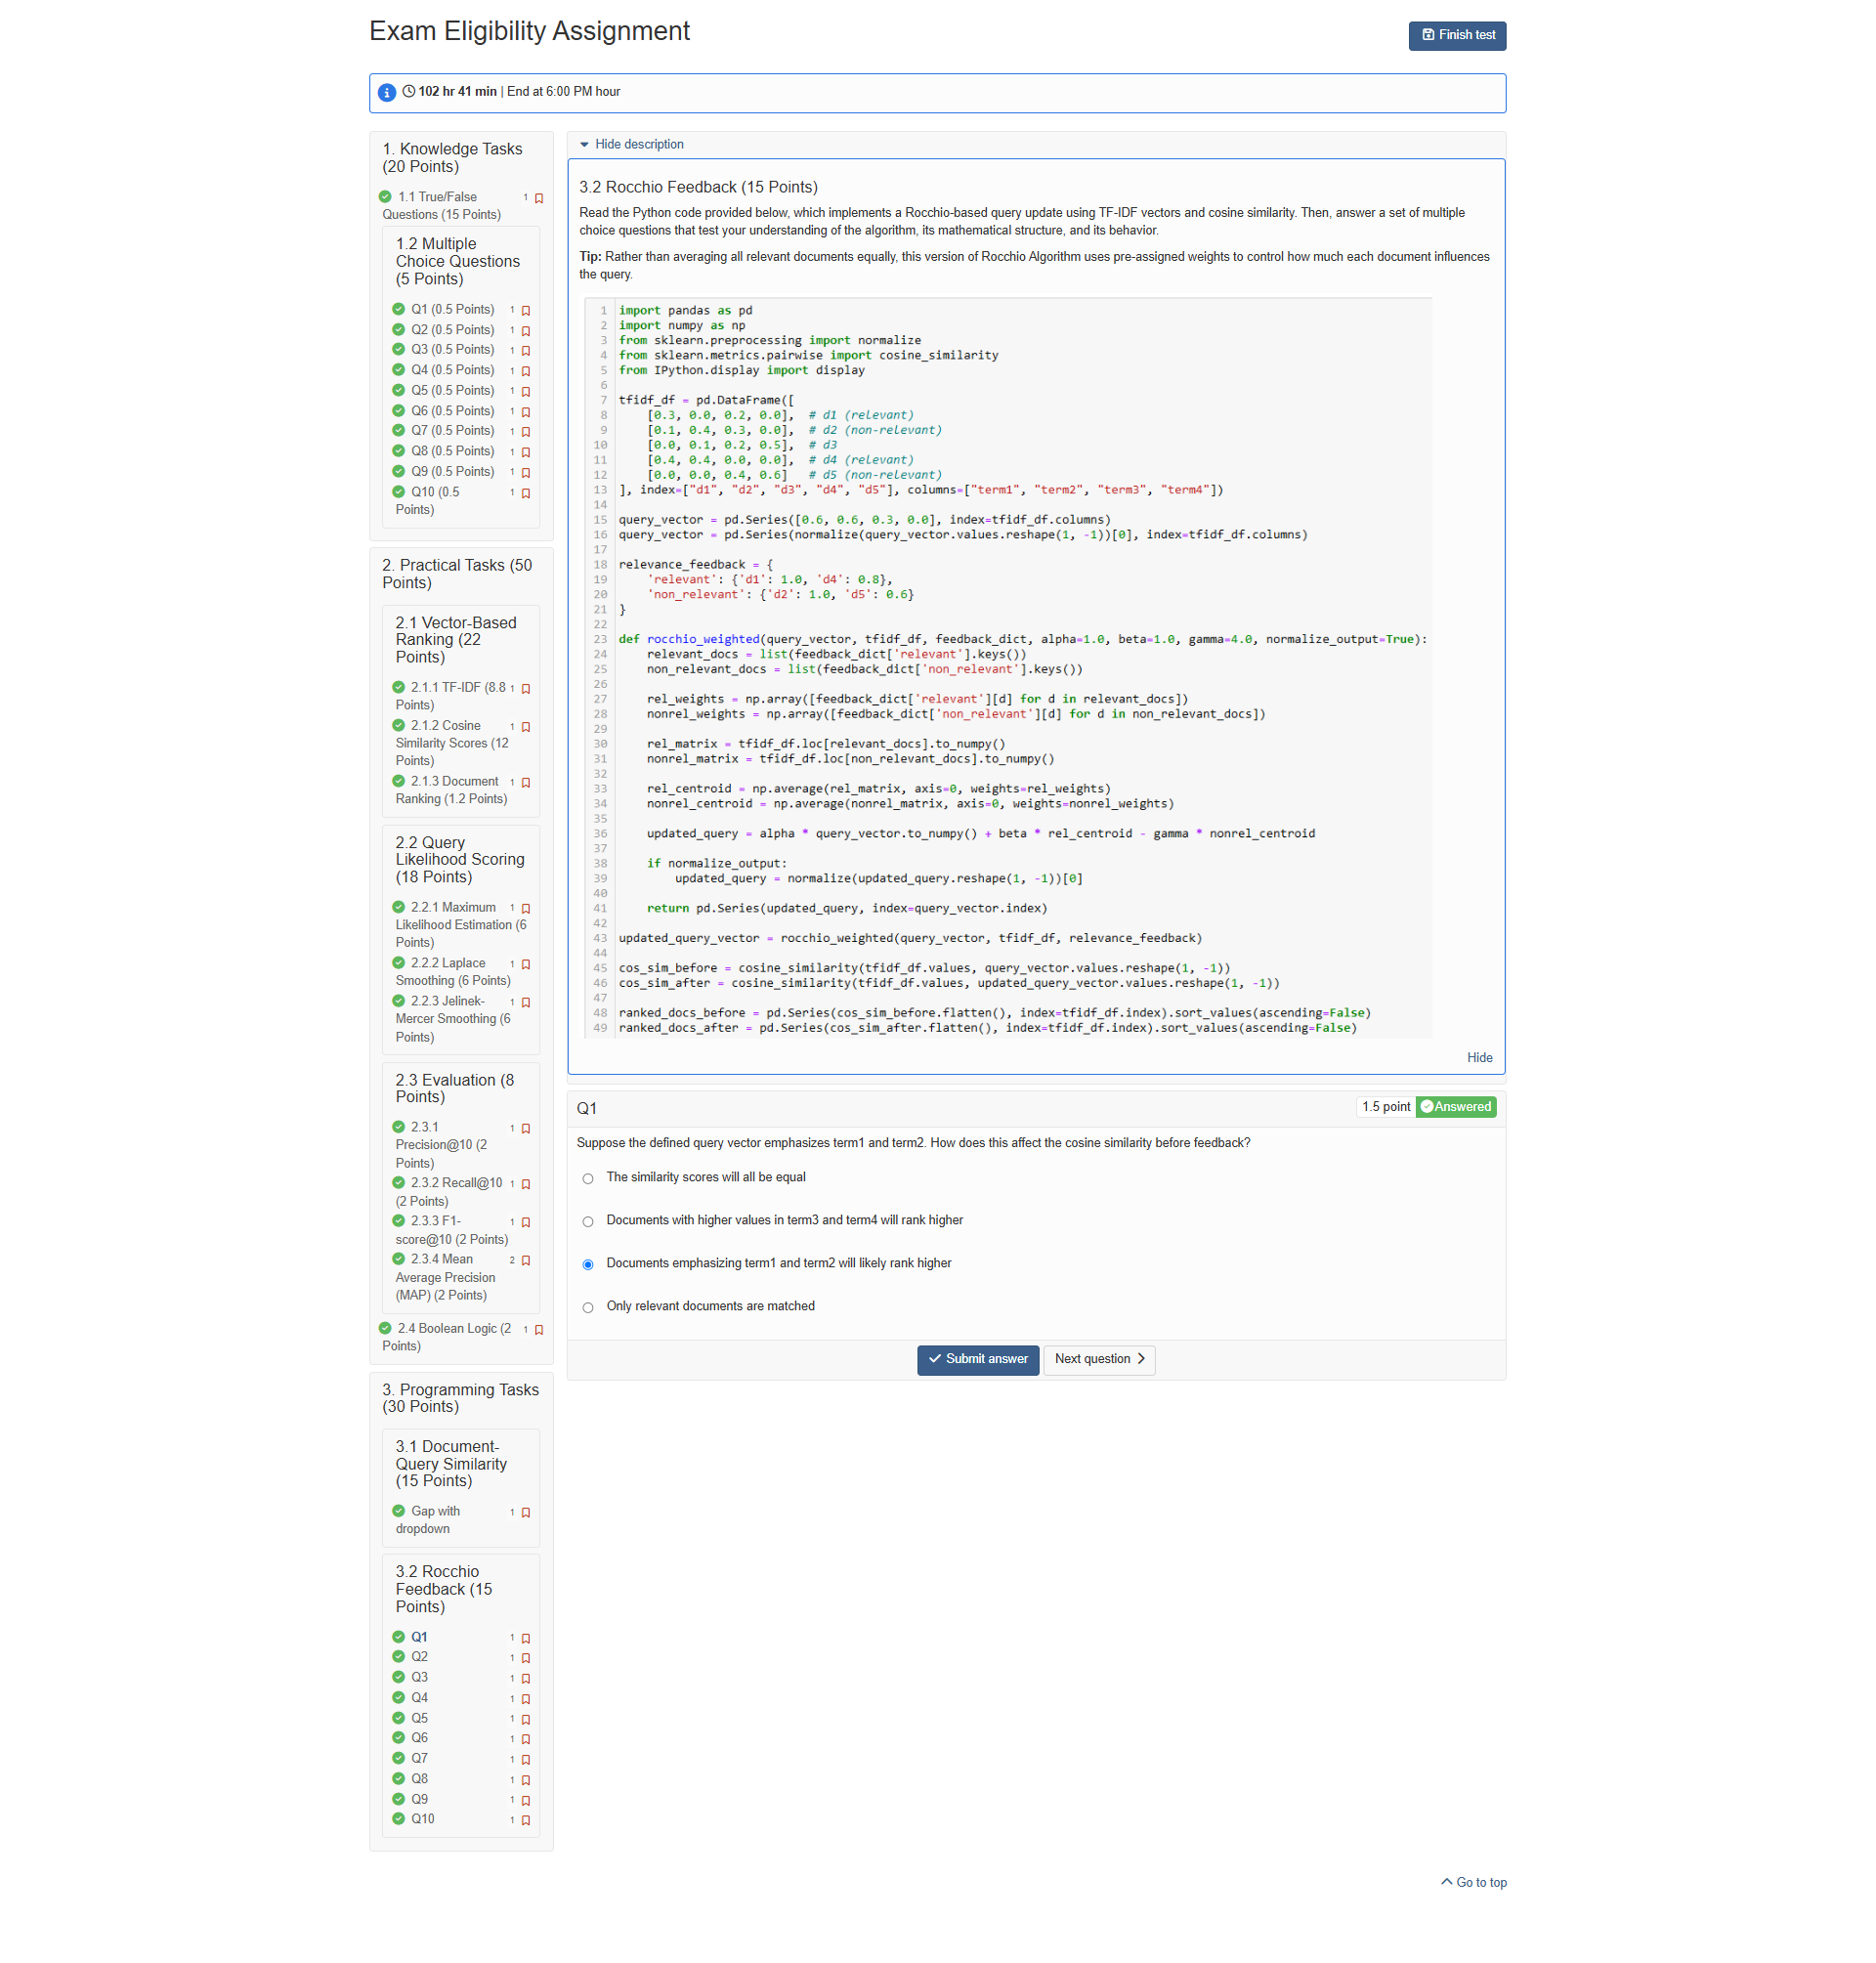 Exam Eligibility Assignment
Finish test
102 hr 41 min | End at 6:00 PM hour
1. Knowledge Tasks
(20 Points)
1.1 True/False 1
Questions (15 Points)
1.2 Multiple
Choice Questions
(5 Points)
Q1 (0.5 Points) 1
Q2 (0.5 Points) 1
Q3 (0.5 Points) 1
Q4 (0.5 Points) 1
Q5 (0.5 Points) 1
Q6 (0.5 Points) 1
Q7 (0.5 Points) 1
Q8 (0.5 Points) 1
Q9 (0.5 Points) 1
Q10 (0.5 1
Points)
2. Practical Tasks (50
Points)
2.1 Vector-Based
Ranking (22
Points)
2.1.1 TF-IDF (8.8 1
Points)
2.1.2 Cosine 1
Similarity Scores (12
Points)
2.1.3 Document 1
Ranking (1.2 Points)
2.2 Query
Likelihood Scoring
(18 Points)
2.2.1 Maximum 1
Likelihood Estimation (6
Points)
2.2.2 Laplace 1
Smoothing (6 Points)
2.2.3 Jelinek- 1
Mercer Smoothing (6
Points)
2.3 Evaluation (8
Points)
2.3.1 1
Precision@10 (2
Points)
2.3.2 Recall@10 1
(2 Points)
2.3.3 F1- 1
score@10 (2 Points)
2.3.4 Mean 2
Average Precision
(MAP) (2 Points)
2.4 Boolean Logic (2 1
Points)
3. Programming Tasks
(30 Points)
3.1 Document-
Query Similarity
(15 Points)
Gap with 1
dropdown
3.2 Rocchio
Feedback (15
Points)
Q1 1
Q2 1
Q3 1
Q4 1
Q5 1
Q6 1
Q7 1
Q8 1
Q9 1
Q10 1
Hide description
3.2 Rocchio Feedback (15 Points)
Read the Python code provided below, which implements a Rocchio-based query update using TF-IDF vectors and cosine similarity. Then, answer a set of multiple
choice questions that test your understanding of the algorithm, its mathematical structure, and its behavior.
Tip: Rather than averaging all relevant documents equally, this version of Rocchio Algorithm uses pre-assigned weights to control how much each document influences
the query.
1 import pandas as pd
2 import numpy as np
3 from sklearn.preprocessing import normalize
4 from sklearn.metrics.pairwise import cosine_similarity
5 from IPython.display import display
6
7 tfidf_df = pd.DataFrame([
8 [0.3, 0.0, 0.2, 0.0], # d1 (relevant)
9 [0.1, 0.4, 0.3, 0.0], # d2 (non-relevant)
10 [0.0, 0.1, 0.2, 0.5], # d3
11 [0.4, 0.4, 0.0, 0.0], # d4 (relevant)
12 [0.0, 0.0, 0.4, 0.6] # d5 (non-relevant)
13 ], index=["d1", "d2", "d3", "d4", "d5"], columns=["term1", "term2", "term3", "term4"])
14
15 query_vector = pd.Series([0.6, 0.6, 0.3, 0.0], index=tfidf_df.columns)
16 query_vector = pd.Series(normalize(query_vector.values.reshape(1, -1))[0], index=tfidf_df.columns)
17
18 relevance_feedback = {
19 'relevant': {'d1': 1.0, 'd4': 0.8},
20 'non_relevant': {'d2': 1.0, 'd5': 0.6}
21 }
22
23 def rocchio_weighted(query_vector, tfidf_df, feedback_dict, alpha=1.0, beta=1.0, gamma=4.0, normalize_output=True):
24 relevant_docs = list(feedback_dict['relevant'].keys())
25 non_relevant_docs = list(feedback_dict['non_relevant'].keys())
26
27 rel_weights = np.array([feedback_dict['relevant'][d] for d in relevant_docs])
28 nonrel_weights = np.array([feedback_dict['non_relevant'][d] for d in non_relevant_docs])
29
30 rel_matrix = tfidf_df.loc[relevant_docs].to_numpy()
31 nonrel_matrix = tfidf_df.loc[non_relevant_docs].to_numpy()
32
33 rel_centroid = np.average(rel_matrix, axis=0, weights=rel_weights)
34 nonrel_centroid = np.average(nonrel_matrix, axis=0, weights=nonrel_weights)
35
36 updated_query = alpha * query_vector.to_numpy() + beta * rel_centroid - gamma * nonrel_centroid
37
38 if normalize_output:
39 updated_query = normalize(updated_query.reshape(1, -1))[0]
40
41 return pd.Series(updated_query, index=query_vector.index)
42
43 updated_query_vector = rocchio_weighted(query_vector, tfidf_df, relevance_feedback)
44
45 cos_sim_before = cosine_similarity(tfidf_df.values, query_vector.values.reshape(1, -1))
46 cos_sim_after = cosine_similarity(tfidf_df.values, updated_query_vector.values.reshape(1, -1))
47
48 ranked_docs_before = pd.Series(cos_sim_before.flatten(), index=tfidf_df.index).sort_values(ascending=False)
49 ranked_docs_after = pd.Series(cos_sim_after.flatten(), index=tfidf_df.index).sort_values(ascending=False)
Hide
Q1
1.5 point Answered
Suppose the defined query vector emphasizes term1 and term2. How does this affect the cosine similarity before feedback?
The similarity scores will all be equal
Documents with higher values in term3 and term4 will rank higher
Documents emphasizing term1 and term2 will likely rank higher
Only relevant documents are matched
Submit answer
Next question
Go to top